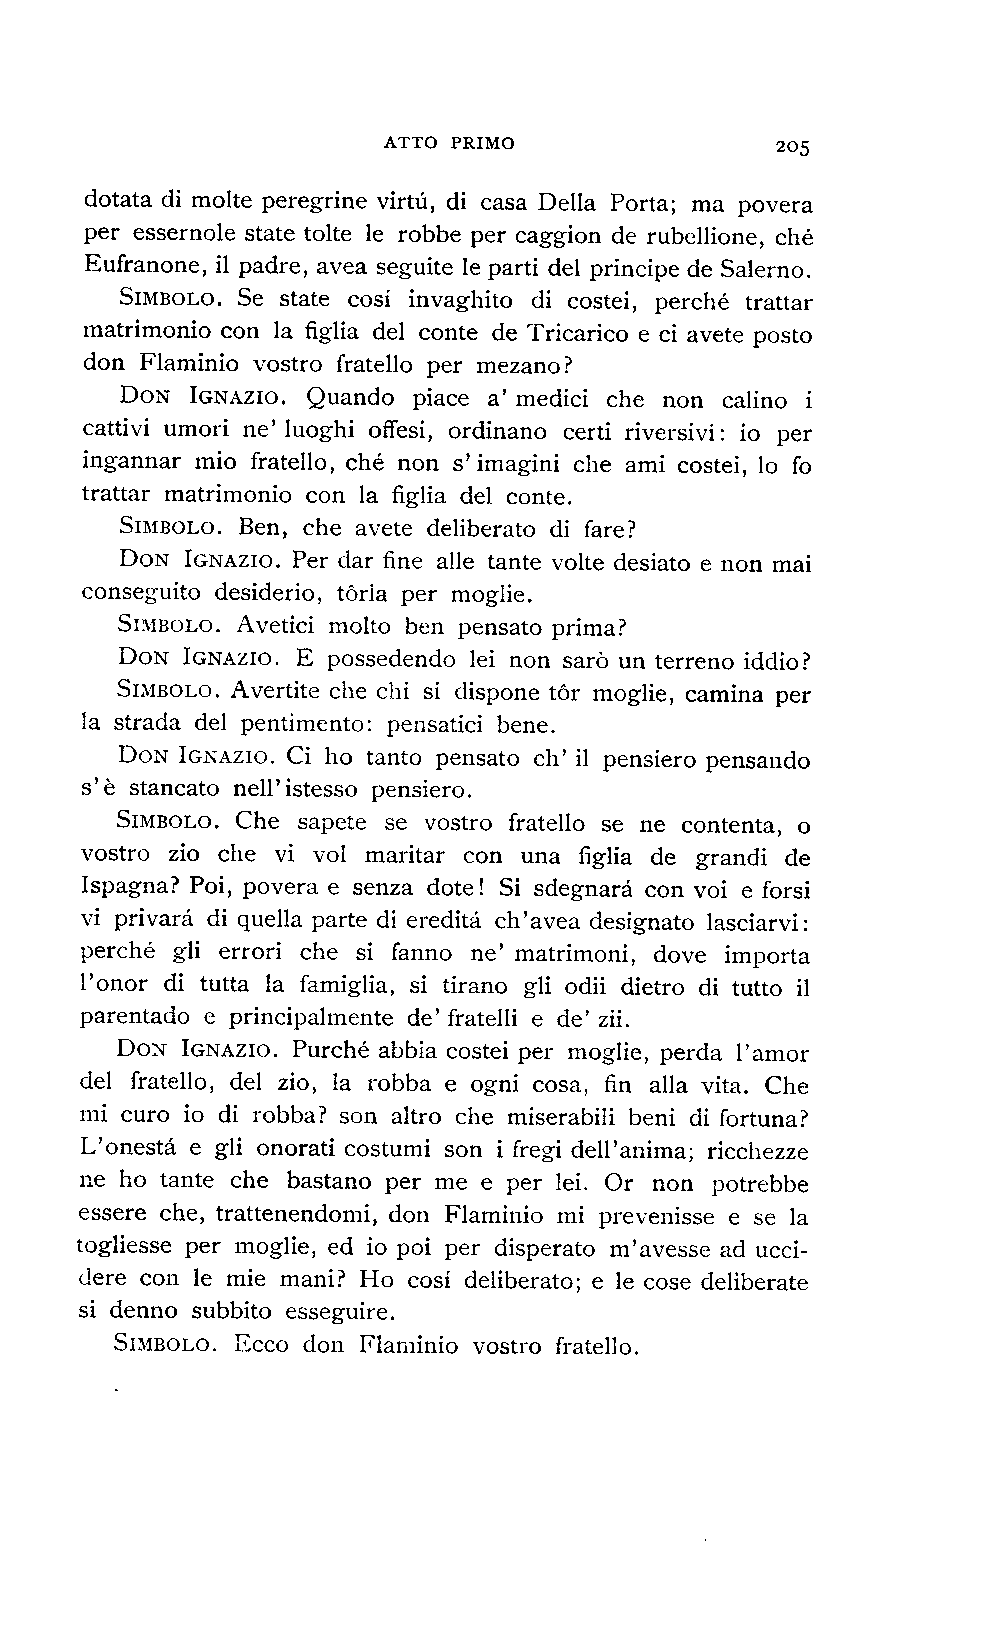 ATTO PRIMO 205
dotata di molte peregrine virtú, di casa Della Porta; ma povera
per essernole state tolte le robbe per caggion de rubellione, ché
Eufranone, il padre, avea seguite le parti del principe de Salerno.
SIMBOLO. Se state cosí invaghito di costei, perché trattar
matrimonio con la figlia del conte de Tricarico e ci avete posto
don Flaminio vostro fratello per mezano?
DON IGNAZIO. Quando piace a' medici che non calino i
cattivi umori ne' luoghi offesi, ordinano certi riversivi: io per
ingannar mio fratello, ché non s'imagini che ami costei, lo fo
trattar matrimonio con la figlia del conte.
SIMBOLO. Ben, che avete deliberato di fare?
DON IGNAZIO. Per dar fine alle tante volte desiato e non mai
conseguito desiderio, tôrla per moglie.
SIMBOLO. Avetici molto ben pensato prima?
DON IGNAZIO. E possedendo lei non sarò un terreno iddio?
SIMBOLO. Avertite che chi si dispone tôr moglie, camina per
la strada del pentimento: pensatici bene.
DON IGNAZIO. Ci ho tanto pensato ch' il pensiero pensando
s'è stancato nell'istesso pensiero.
SIMBOLO. Che sapete se vostro fratello se ne contenta, o
vostro zio che vi vol maritar con una figlia de grandi de
Ispagna? Poi, povera e senza dote! Si sdegnará con voi e forsi
vi privará di quella parte di ereditá ch'avea designato lasciarvi:
perché gli errori che si fanno ne' matrimoni, dove importa
l'onor di tutta la famiglia, si tirano gli odii dietro di tutto il
parentado e principalmente de' fratelli e de' zii.
DON IGNAZIO. Purché abbia costei per moglie, perda l'amor
del fratello, del zio, la robba e ogni cosa, fin alla vita. Che
mi curo io di robba? son altro che miserabili beni di fortuna?
L'onestá e gli onorati costumi son i fregi dell'anima; ricchezze
ne ho tante che bastano per me e per lei. Or non potrebbe
essere che, trattenendomi, don Flaminio mi prevenisse e se la
togliesse per moglie, ed io poi per disperato m'avesse ad ucci-
dere con le mie mani? Ho cosí deliberato; e le cose deliberate
si denno subbito esseguire.
SIMBOLO. Ecco don Flaminio vostro fratello.